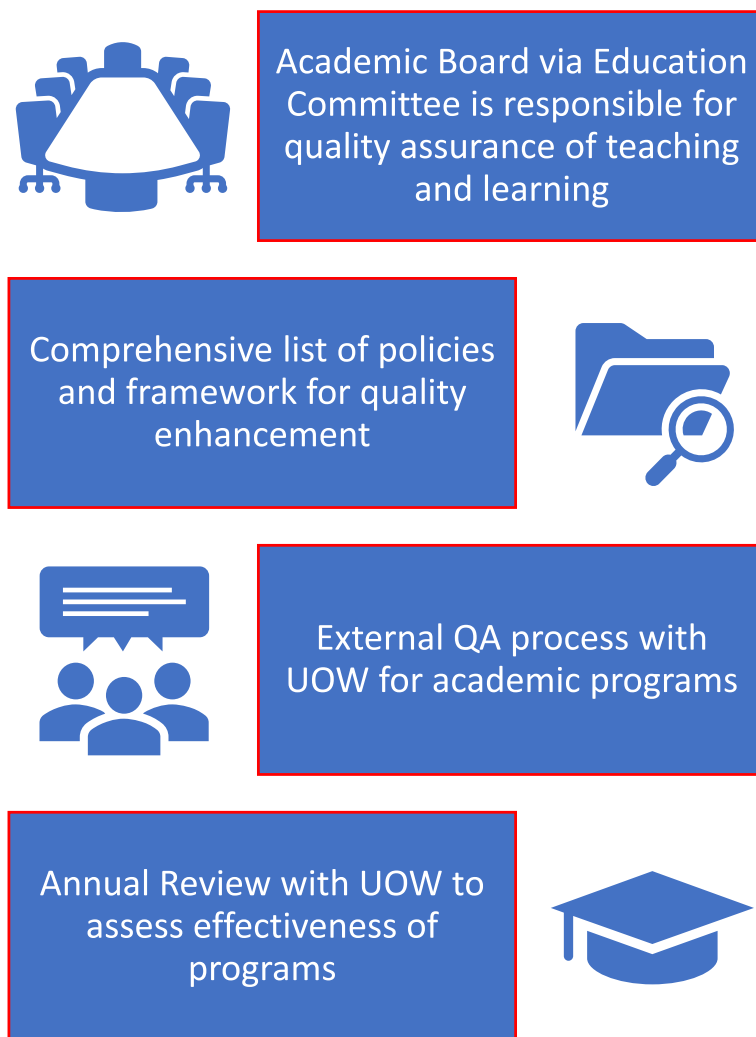 Academic Board via Education
Committee is responsible for
quality assurance of teaching
and learning
Comprehensive list of policies
and framework for quality
enhancement
External QA process with
UOW for academic programs
Annual Review with UOW to
assess effectiveness of
programs